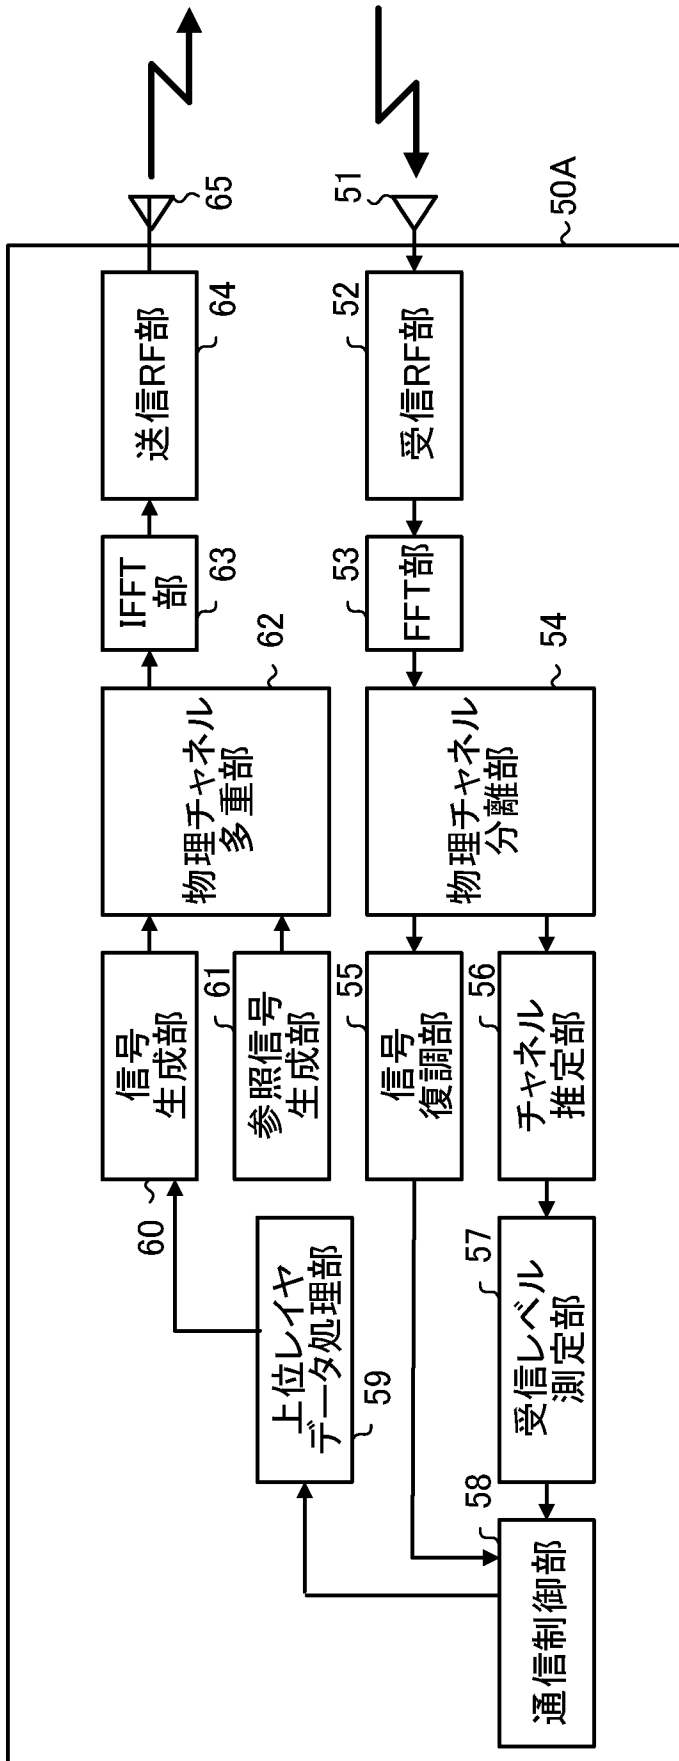 65
51
50A
送信RF部
64
受信RF部
52
IFFT
部
63
FFT部
53
物理チャネル
多重部
62
物理チャネル
分離部
54
信号
生成部
60
参照信号
生成部
61
信号
復調部
55
チャネル
推定部
56
上位レイヤ
データ処理部
59
受信レベル
測定部
57
通信制御部
58